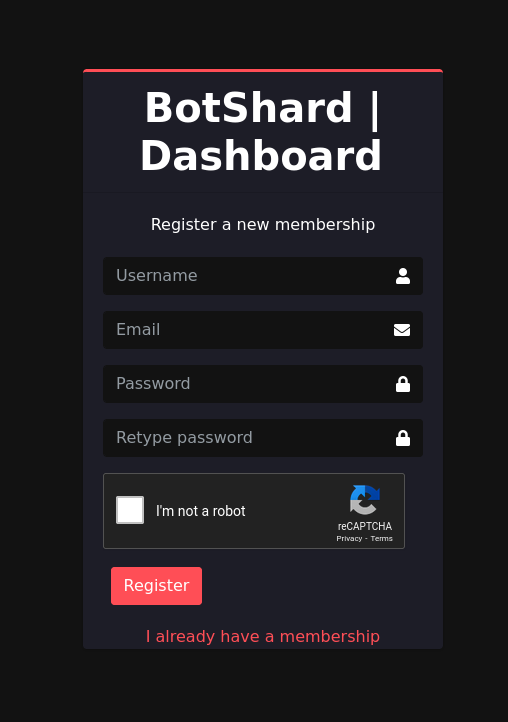 BotShard |
Dashboard
Register a new membership
Username
Email
Password
Retype password
I'm not a robot
reCAPTCHA
Privacy - Terms
Register
I already have a membership